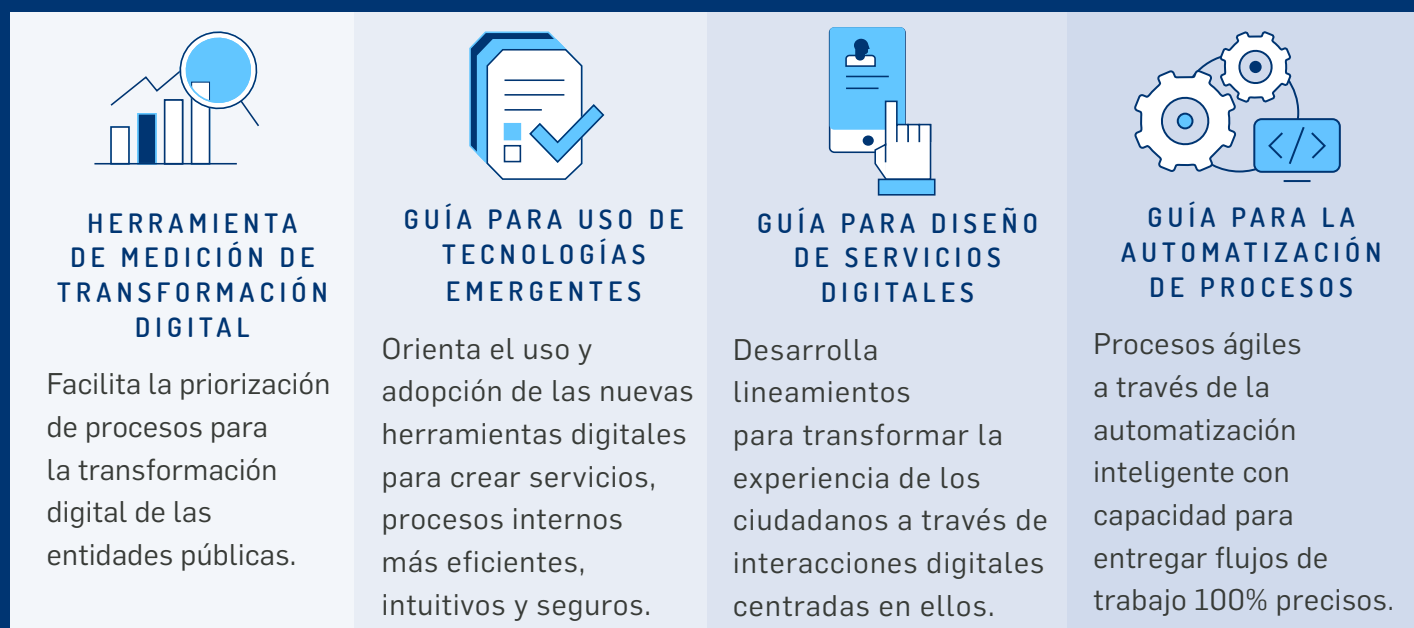 HERRAMIENTA
DE MEDICIÓN DE
TRANSFORMACIÓN
DIGITAL
Facilita la priorización
de procesos para
la transformación
digital de las
entidades públicas.
GUÍA PARA USO DE
TECNOLOGÍAS
EMERGENTES
Orienta el uso y
adopción de las nuevas
herramientas digitales
para crear servicios,
procesos internos
más eficientes,
intuitivos y seguros.
GUÍA PARA DISEÑO
DE SERVICIOS
DIGITALES
Desarrolla
lineamientos
para transformar la
experiencia de los
ciudadanos a través de
interacciones digitales
centradas en ellos.
GUÍA PARA LA
AUTOMATIZACIÓN
DE PROCESOS
Procesos ágiles
a través de la
automatización
inteligente con
capacidad para
entregar flujos de
trabajo 100% precisos.